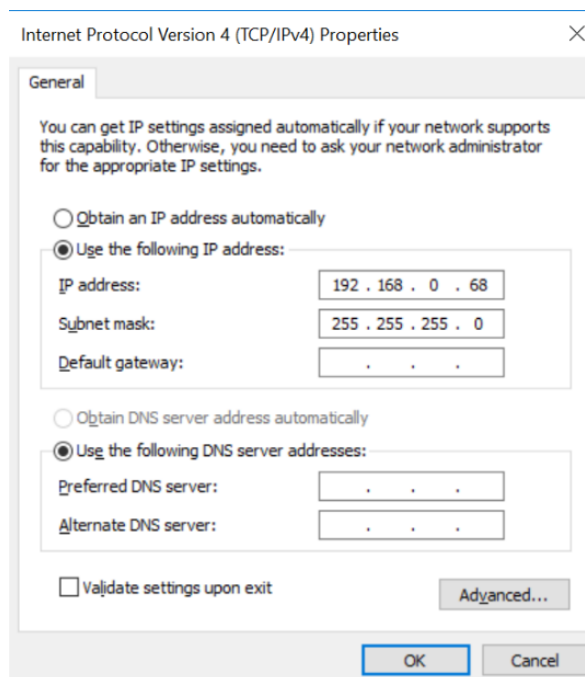 Internet Protocol Version 4 (TCP/IPv4) Properties
General
You can get IP settings assigned automatically if your network supports
this capability. Otherwise, you need to ask your network administrator
for the appropriate IP settings.
Obtain an IP address automatically
Use the following IP address:
IP address: 192 . 168 . 0 . 68
Subnet mask: 255 . 255 . 255 . 0
Default gateway: . . .
Obtain DNS server address automatically
Use the following DNS server addresses:
Preferred DNS server: . . .
Alternate DNS server: . . .
Validate settings upon exit
Advanced...
OK Cancel